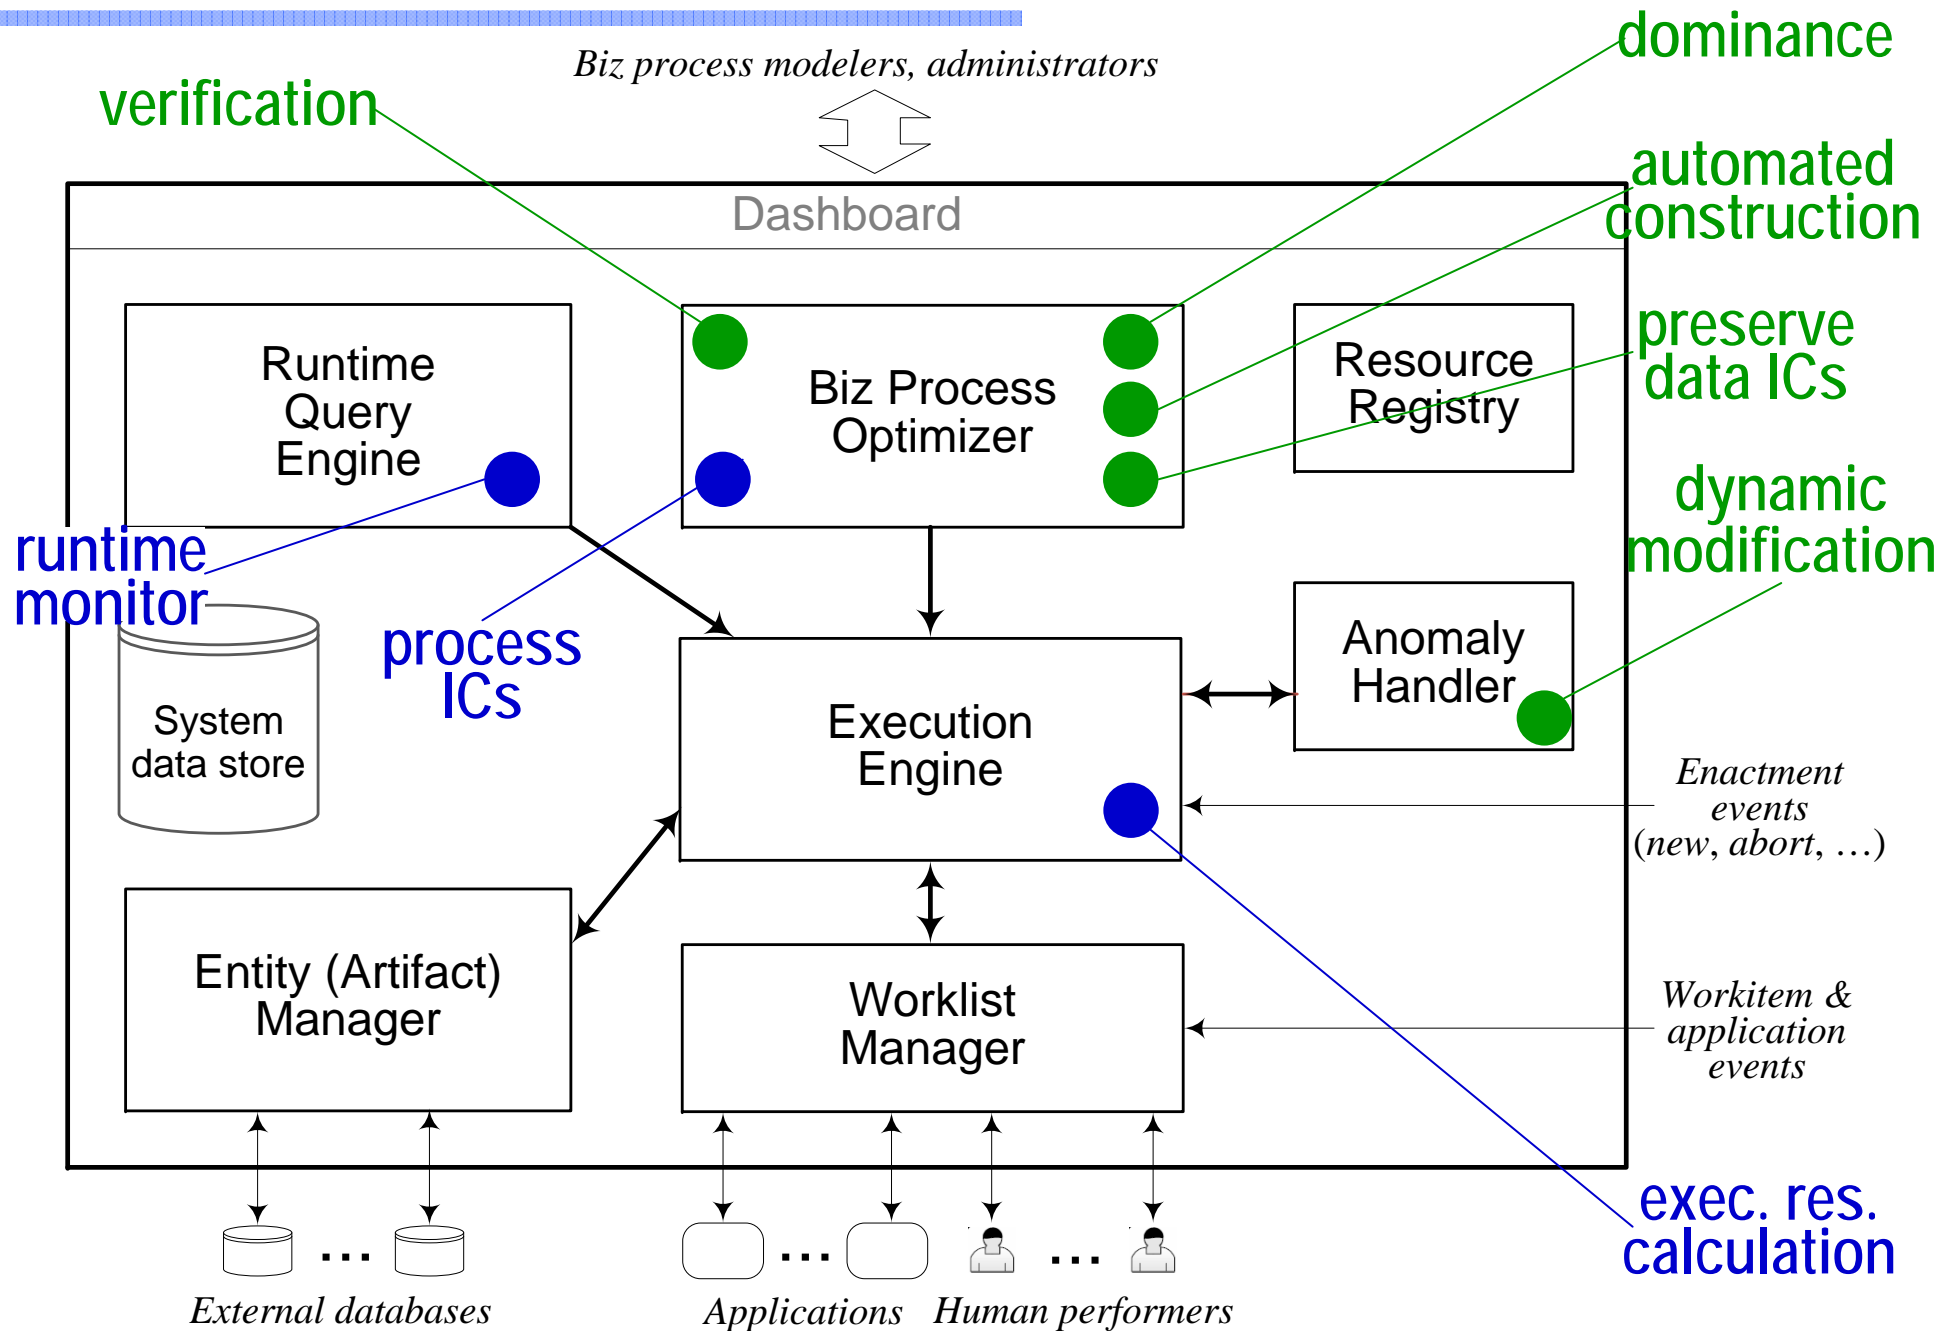 dominance
Biz process modelers, administrators
verification
automated
construction
Dashboard
preserve
data ICs
Runtime
Query
Engine
Biz Process
Optimizer
Resource
Registry
dynamic
modification
runtime
monitor
process
ICs
Anomaly
Handler
System
data store
Execution
Engine
Enactment
events
(new, abort, …)
Entity (Artifact)
Manager
Worklist
Manager
Workitem &
application
events
exec. res.
calculation
...
...
...
External databases
Applications
Human performers